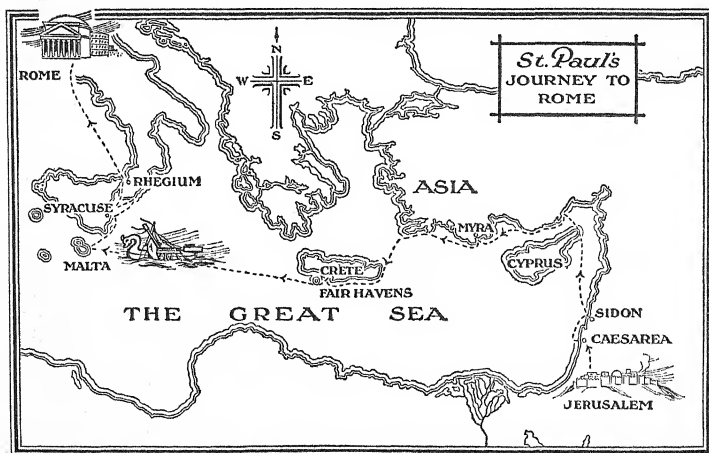 ROME
N
W E
S
St. Paul's
JOURNEY TO
ROME
RHEGIUM
SYRACUSE
MALTA
ASIA
MYRA
CYPRUS
CRETE
FAIR HAVENS
THE GREAT SEA
SIDON
CAESAREA
JERUSALEM